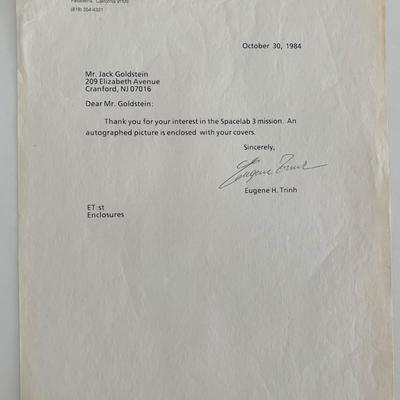 Pasadena, California 91109
(818) 354-4321
October 30, 1984
Mr. Jack Goldstein
209 Elizabeth Avenue
Cranford, NJ 07016
Dear Mr. Goldstein:
Thank you for your interest in the Spacelab 3 mission. An
autographed picture is enclosed with your covers.
Sincerely,
Eugene Trinh
Eugene H. Trinh
ET:st
Enclosures